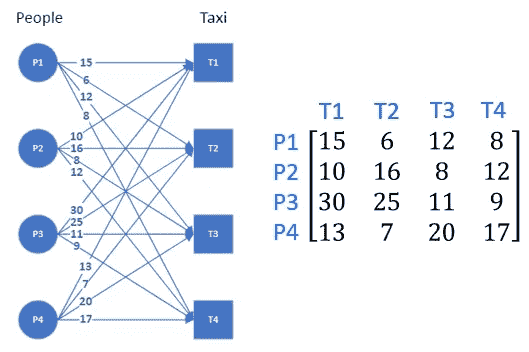 People Taxi
P1 15 T1
6
12
8
10
P2 16 T2
8
12
30
25
P3 11 T3
9
13
7
20
P4 17 T4
T1 T2 T3 T4
P1 15 6 12 8
P2 10 16 8 12
P3 30 25 11 9
P4 13 7 20 17